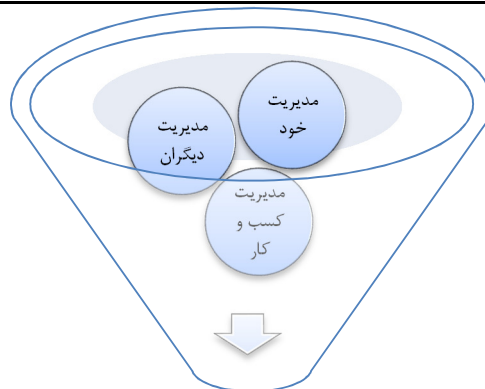 مدیریت
خود
مدیریت
دیگران
مدیریت
کسب و
کار